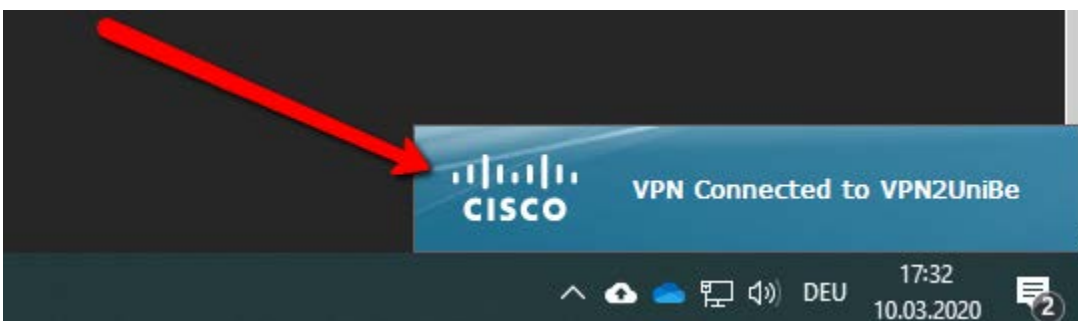 CISCO
VPN Connected to VPN2UniBe
DEU
17:32
10.03.2020
2